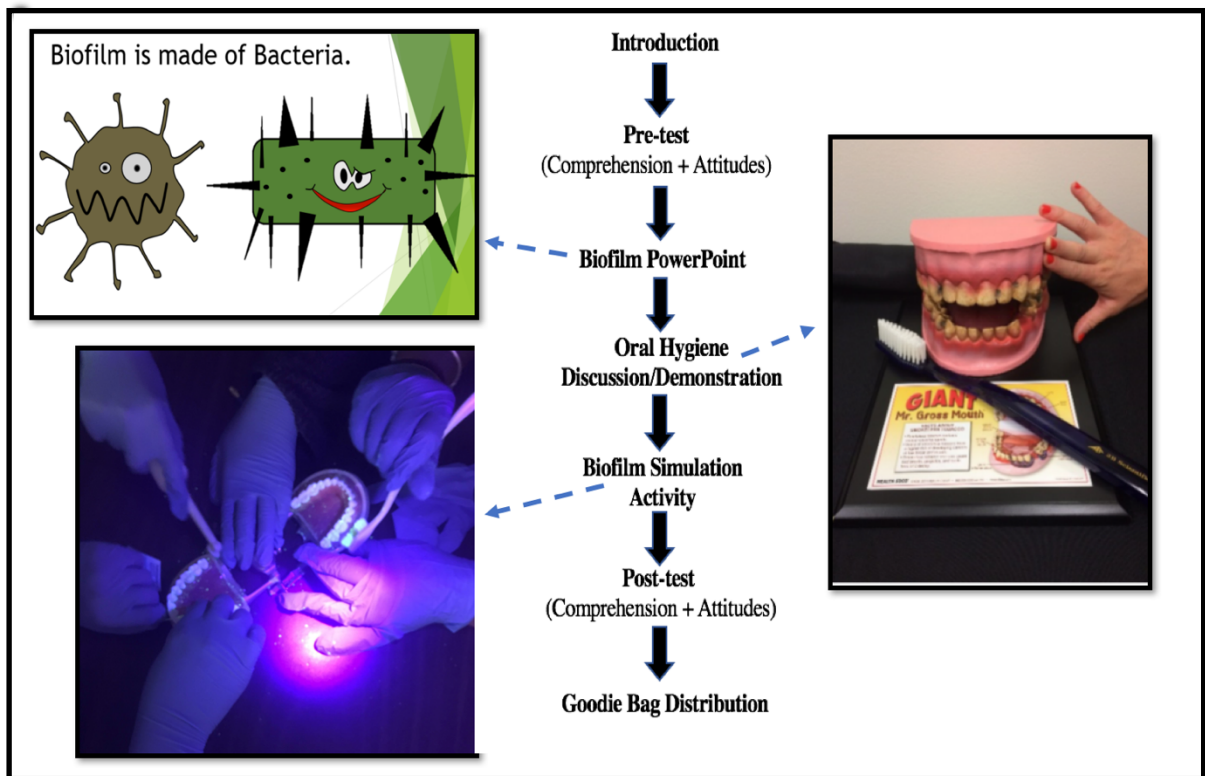 Biofilm is made of Bacteria.
Introduction
Pre-test
(Comprehension + Attitudes)
Biofilm PowerPoint
Oral Hygiene
Discussion/Demonstration
Biofilm Simulation
Activity
Post-test
(Comprehension + Attitudes)
Goodie Bag Distribution
GIANT
Mr. Gross Mouth